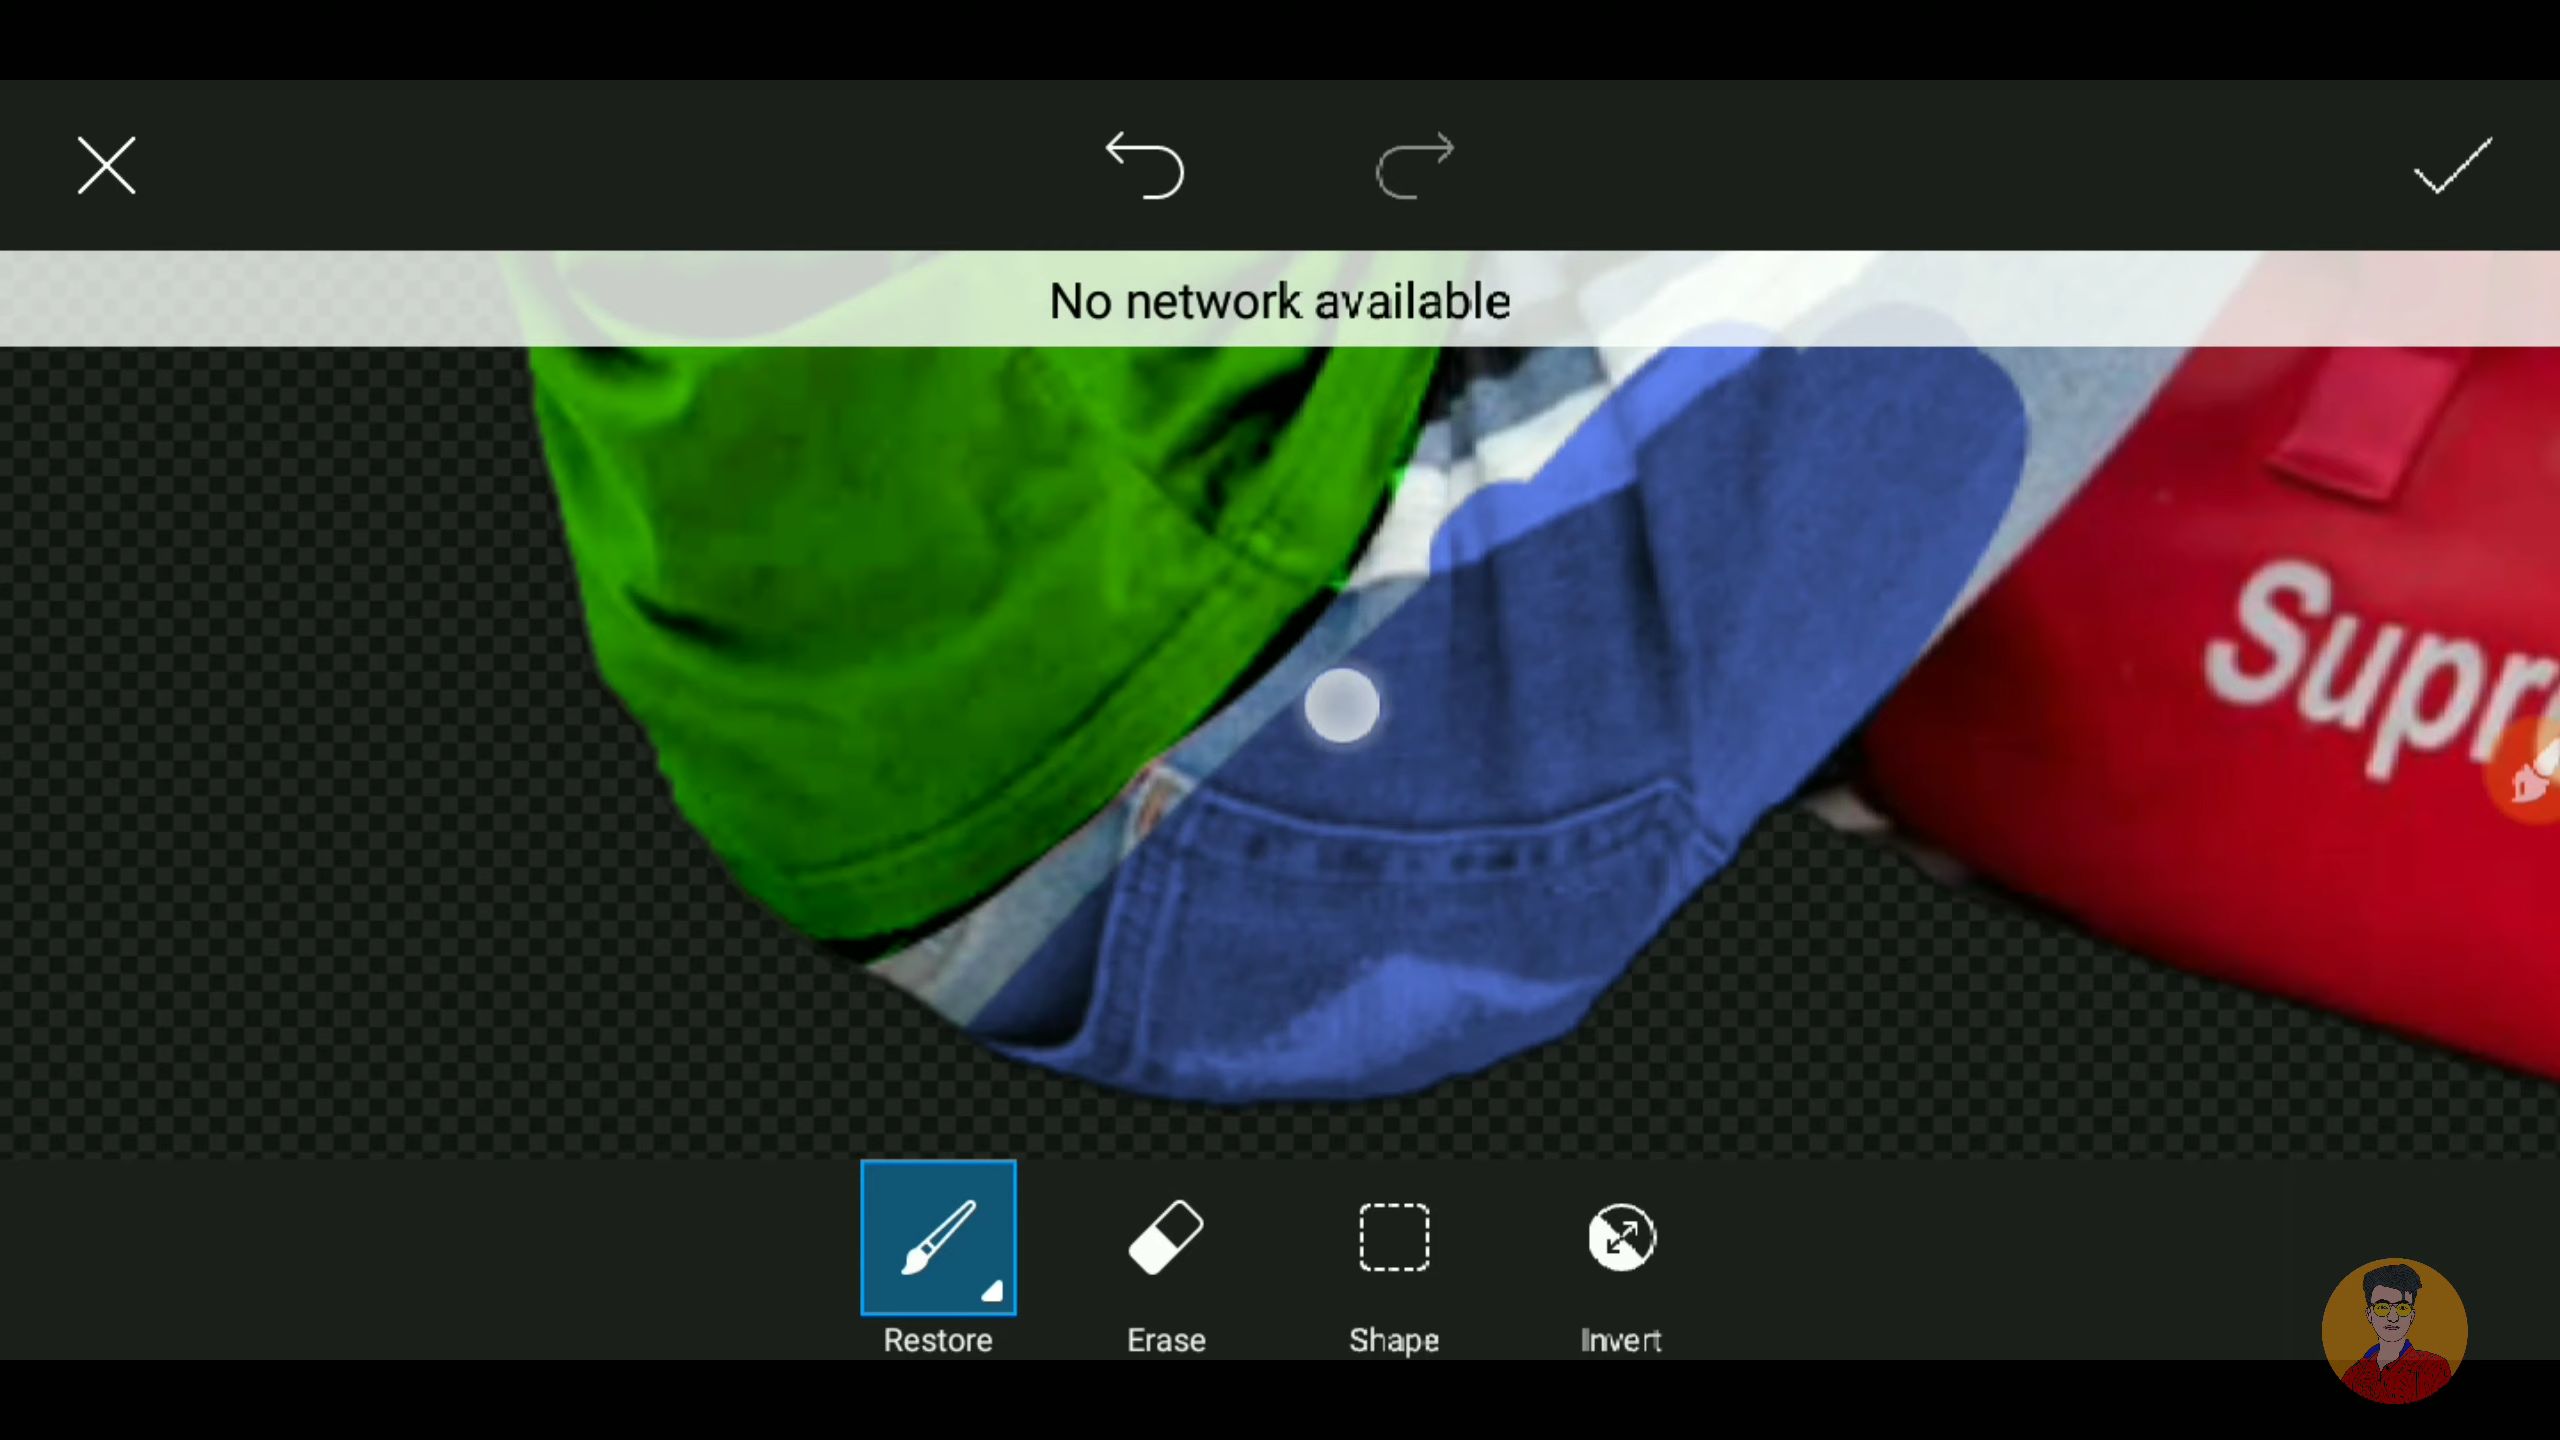 No network available
Supr
Restore
Erase
Shape
Invert